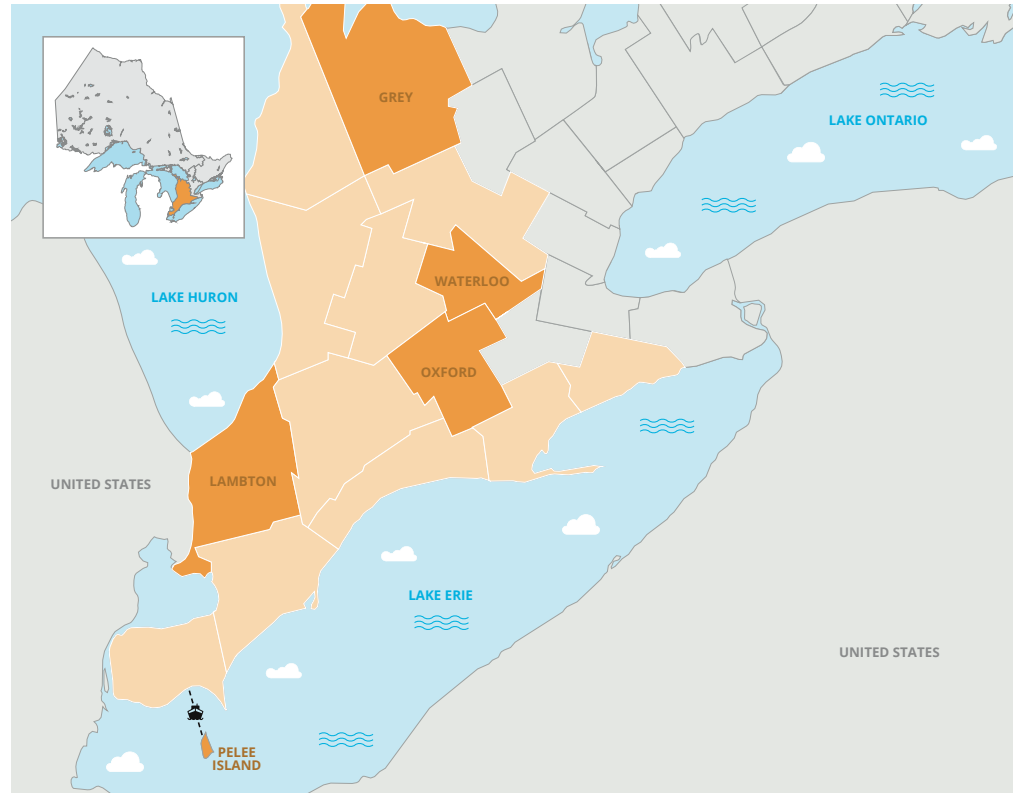 GREY
LAKE ONTARIO
WATERLOO
LAKE HURON
OXFORD
LAMBTON
UNITED STATES
LAKE ERIE
UNITED STATES
PELEE
ISLAND